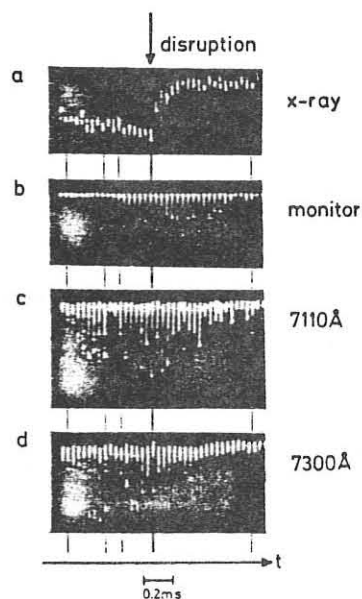 disruption
a
x-ray
b
monitor
c
7110Å
d
7300Å
t
0.2ms